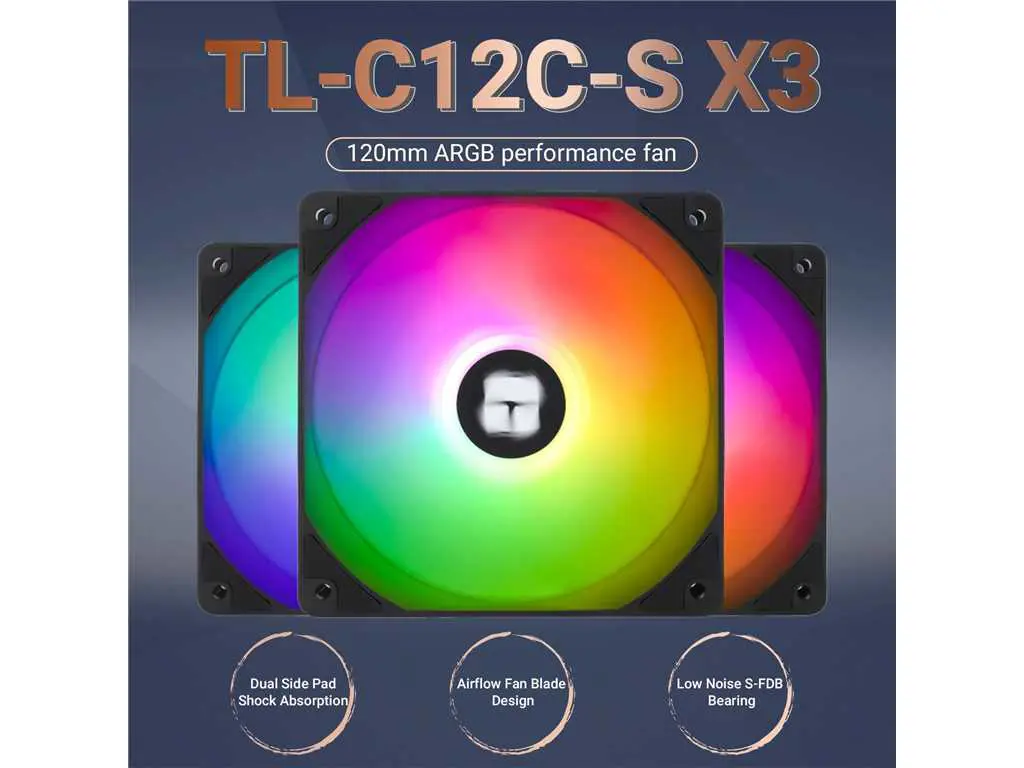 TL-C12C-S X3
120mm ARGB performance fan
Dual Side Pad
Shock Absorption
Airflow Fan Blade
Design
Low Noise S-FDB
Bearing